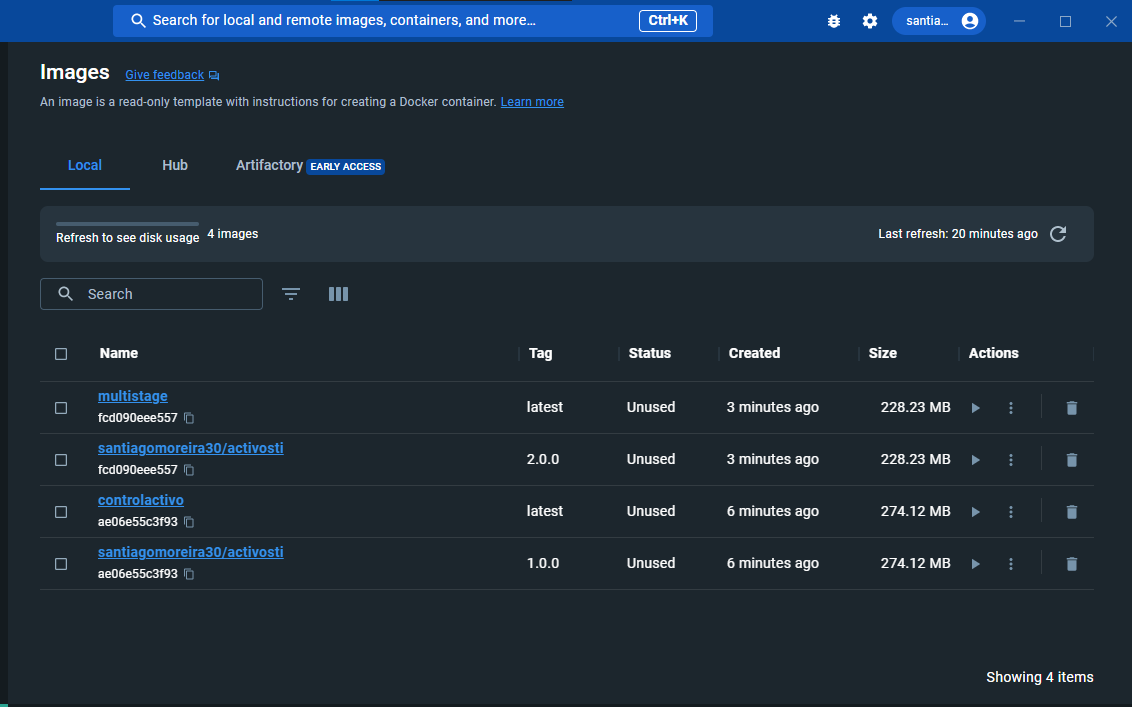 Search for local and remote images, containers, and more... Ctrl+K santia...
Images Give feedback
An image is a read-only template with instructions for creating a Docker container. Learn more
Local Hub Artifactory EARLY ACCESS
Refresh to see disk usage 4 images Last refresh: 20 minutes ago
Search
Name Tag Status Created Size Actions
multistage
fcd090eee557 latest Unused 3 minutes ago 228.23 MB
santiagomoreira30/activosti
fcd090eee557 2.0.0 Unused 3 minutes ago 228.23 MB
controlactivo
ae06e55c3f93 latest Unused 6 minutes ago 274.12 MB
santiagomoreira30/activosti
ae06e55c3f93 1.0.0 Unused 6 minutes ago 274.12 MB
Showing 4 items